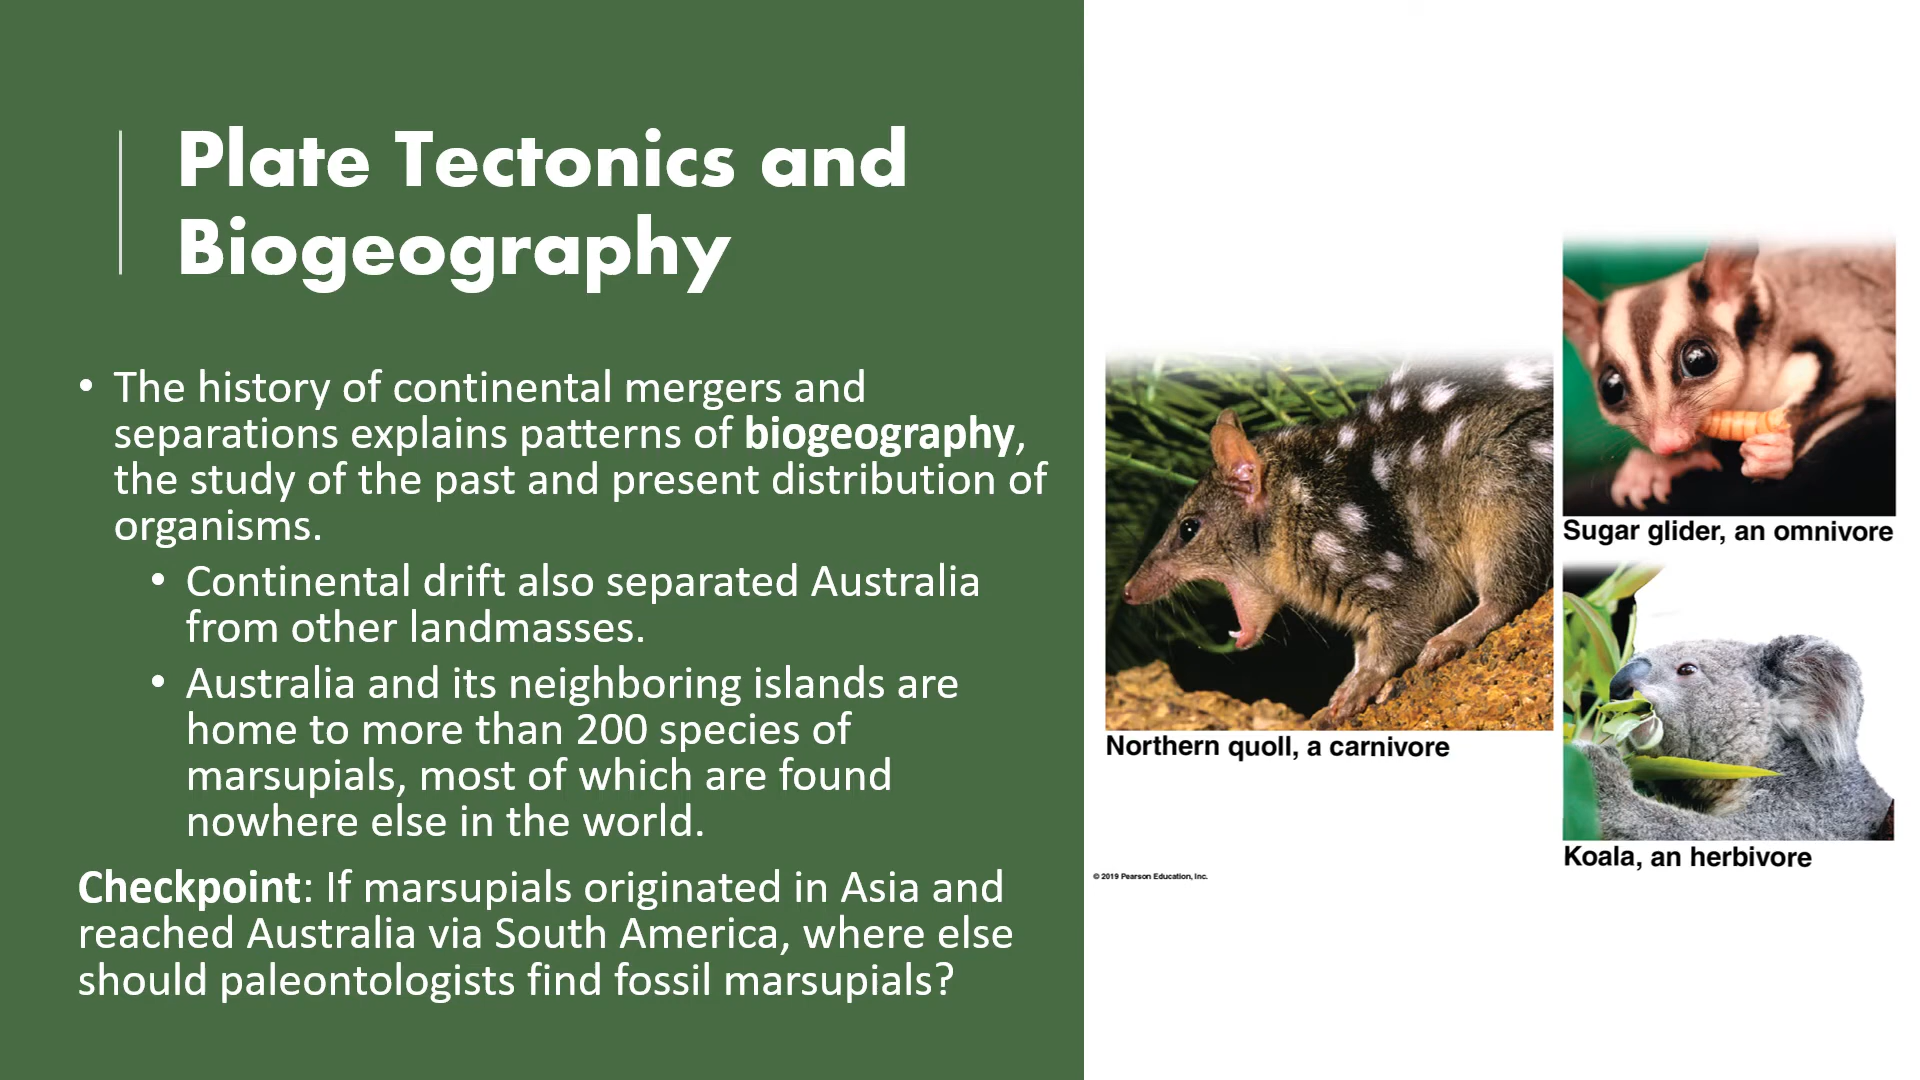 Plate Tectonics and
Biogeography
• The history of continental mergers and
separations explains patterns of biogeography,
the study of the past and present distribution of
organisms.
• Continental drift also separated Australia
from other landmasses.
• Australia and its neighboring islands are
home to more than 200 species of
marsupials, most of which are found
nowhere else in the world.
Checkpoint: If marsupials originated in Asia and
reached Australia via South America, where else
should paleontologists find fossil marsupials?
Northern quoll, a carnivore
Sugar glider, an omnivore
Koala, an herbivore
© 2019 Pearson Education, Inc.